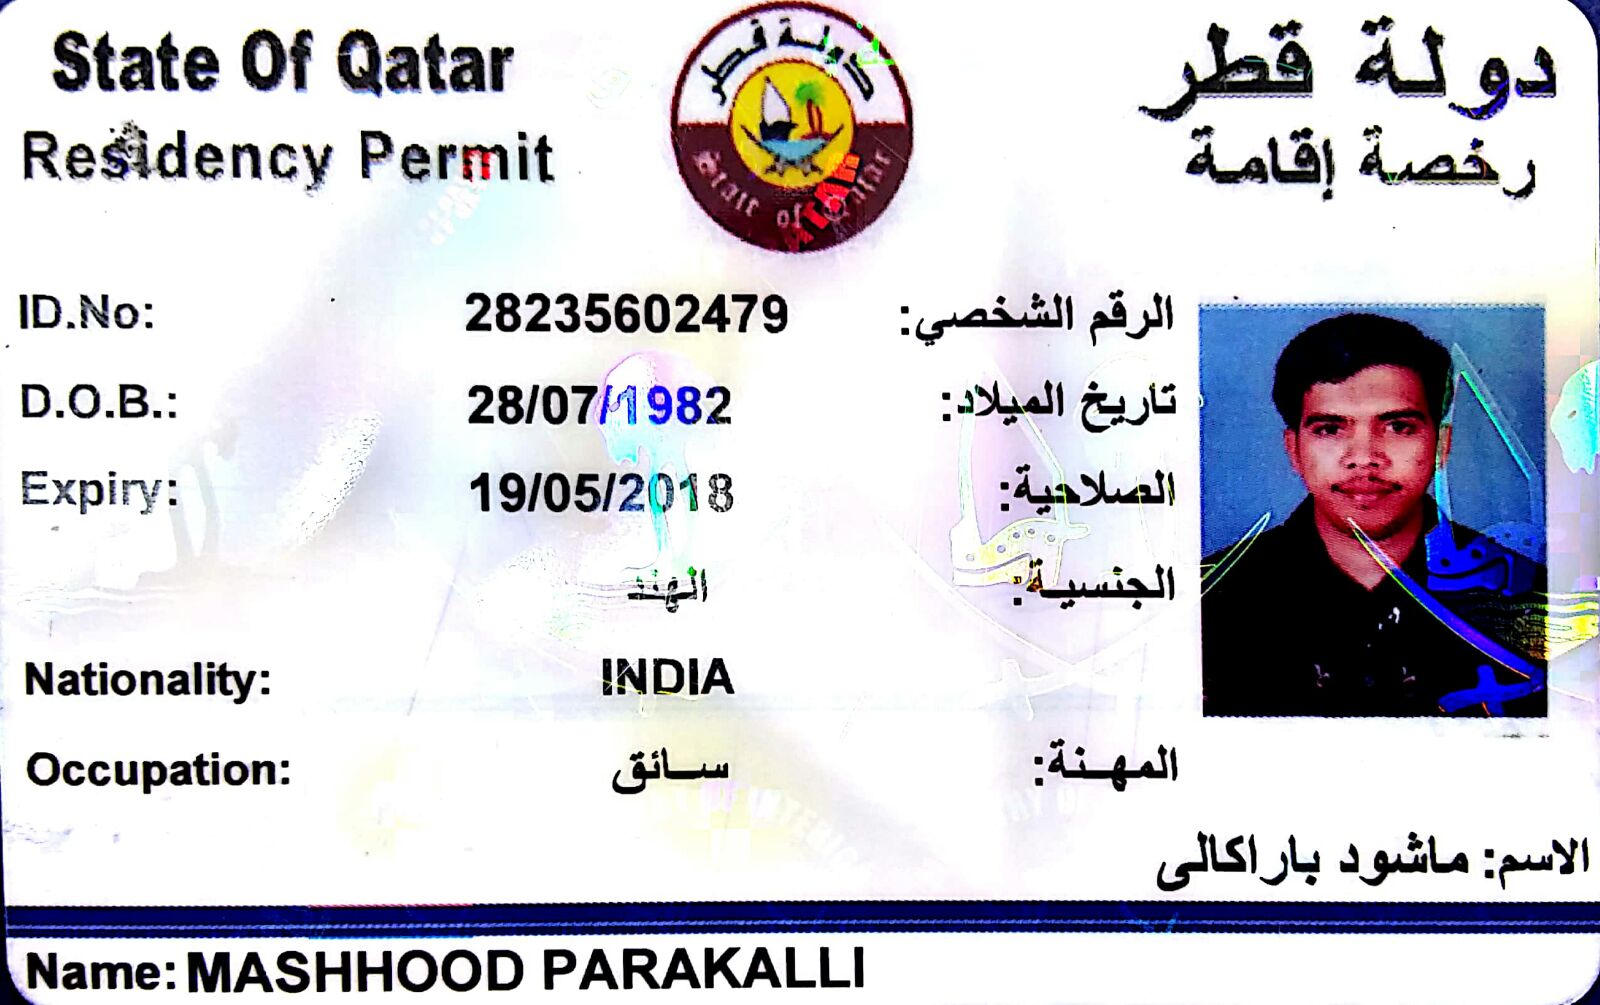 State Of Qatar
دولة قطر
Residency Permit
رخصة إقامة
دولة قطر
State of Qatar
ID.No: 28235602479 الرقم الشخصي:
D.O.B.: 28/07/1982 تاريخ الميلاد:
Expiry: 19/05/2018 الصلاحية:
الجنسية: الهند
Nationality: INDIA
Occupation: سائق المهنة:
الاسم: ماشود باراكالى
Name: MASHHOOD PARAKALLI